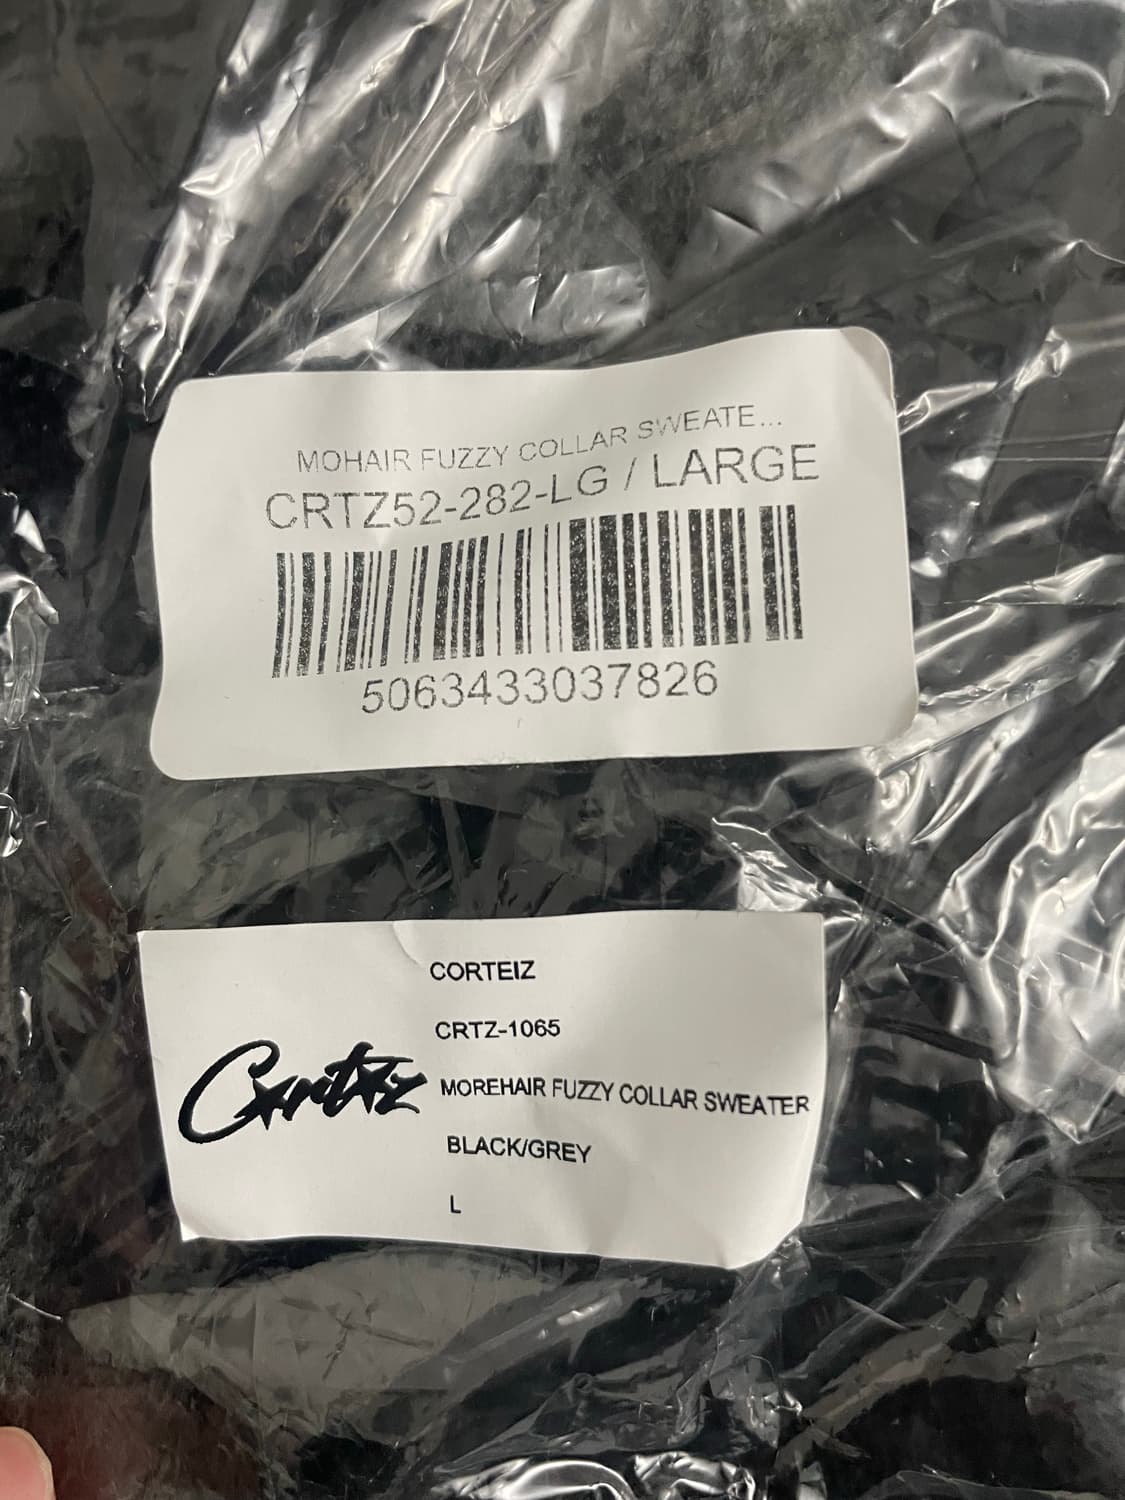 MOHAIR FUZZY COLLAR SWEATE...
CRTZ52-282-LG / LARGE
5063433037826
CORTEIZ
CRTZ-1065
Crtz
MOREHAIR FUZZY COLLAR SWEATER
BLACK/GREY
L